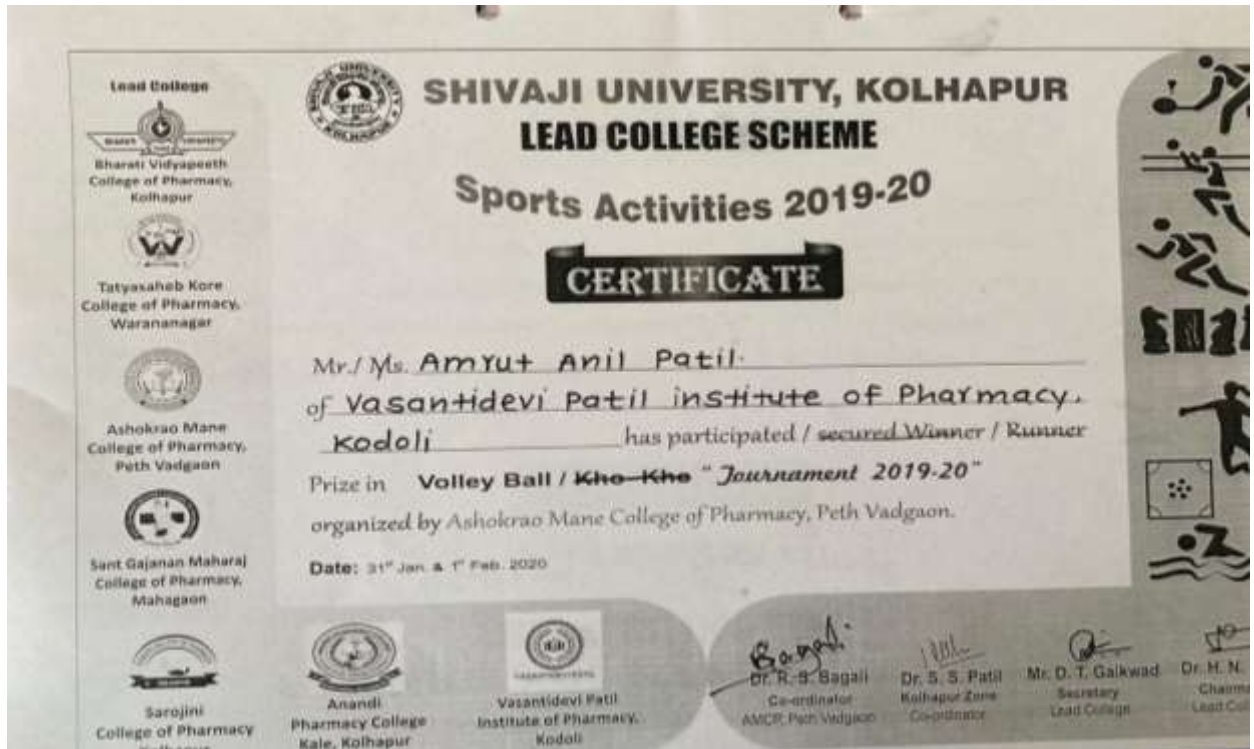 Lead College
Bharati Vidyapeeth
College of Pharmacy,
Kolhapur
Tatyasaheb Kore
College of Pharmacy,
Warananagar
Ashokrao Mane
College of Pharmacy,
Peth Vadgaon
Sant Gajanan Maharaj
College of Pharmacy,
Mahagaon
Sarojini
College of Pharmacy
Kolhapur
SHIVAJI UNIVERSITY, KOLHAPUR
LEAD COLLEGE SCHEME
Sports Activities 2019-20
CERTIFICATE
Mr./ Ms. Amrut Anil Patil.
of Vasantidevi Patil institute of Pharmacy,
Kodoli has participated / secured Winner / Runner
Prize in Volley Ball / Kho-Kho "Tournament 2019-20"
organized by Ashokrao Mane College of Pharmacy, Peth Vadgaon.
Date: 31st Jan. & 1st Feb. 2020
Anandi
Pharmacy College
Kale, Kolhapur
Vasantidevi Patil
Institute of Pharmacy,
Kodoli
Dr. R. S. Bagali
Co-ordinator
AMCP, Peth Vadgaon
Dr. S. S. Patil
Kolhapur Zone
Co-ordinator
Mr. D. T. Gaikwad
Secretary
Lead College
Dr. H. N.
Lead